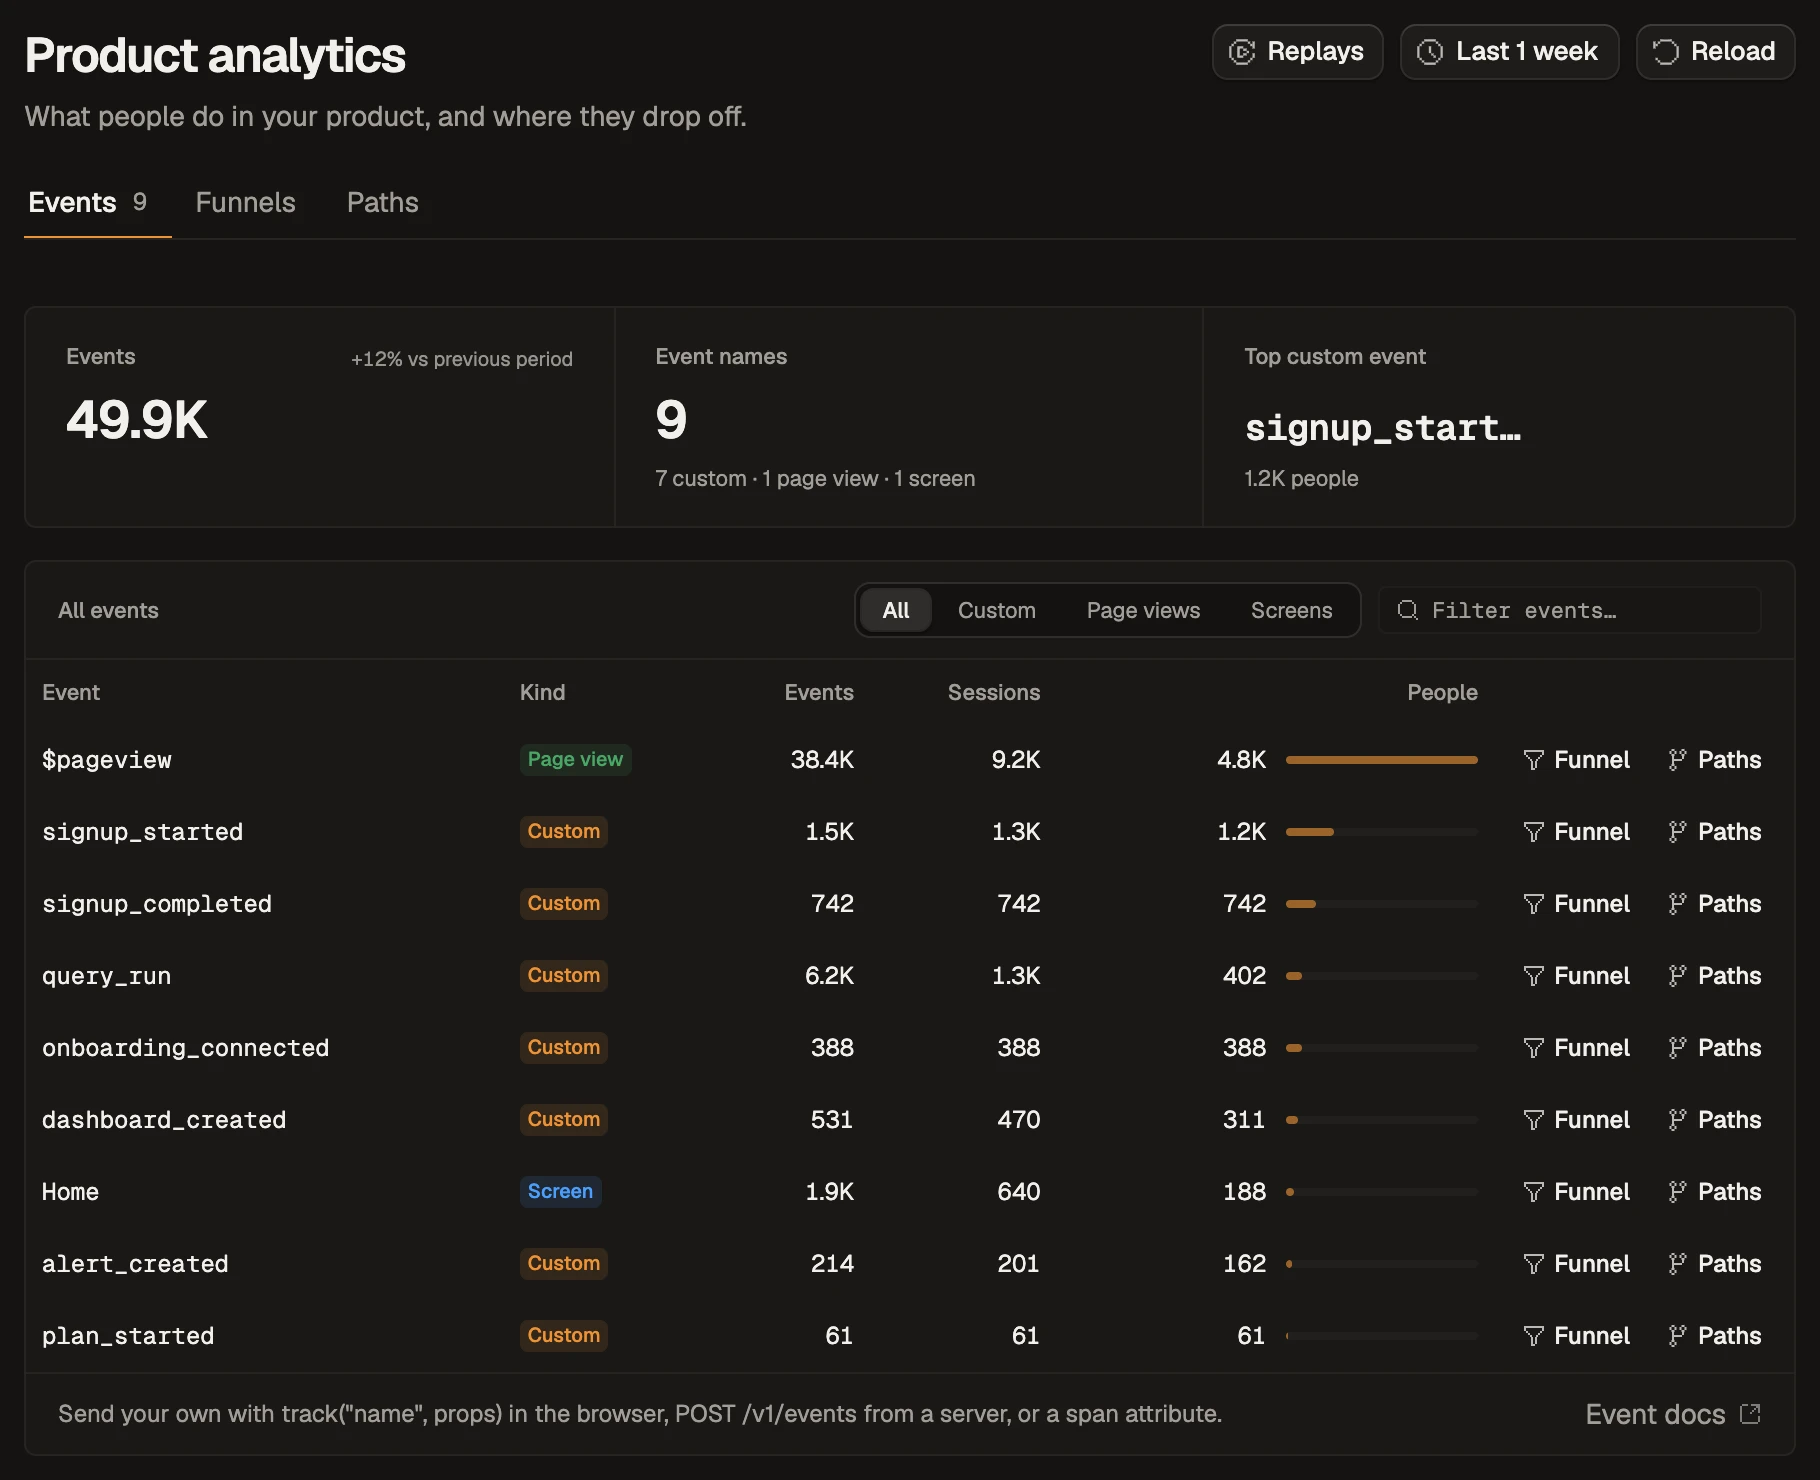 Product analytics
Replays
Last 1 week
Reload
What people do in your product, and where they drop off.
Events 9
Funnels
Paths
Events
+12% vs previous period
49.9K
Event names
9
7 custom · 1 page view · 1 screen
Top custom event
signup_start…
1.2K people
All events
All
Custom
Page views
Screens
Filter events…
Event Kind Events Sessions People
$pageview Page view 38.4K 9.2K 4.8K Funnel Paths
signup_started Custom 1.5K 1.3K 1.2K Funnel Paths
signup_completed Custom 742 742 742 Funnel Paths
query_run Custom 6.2K 1.3K 402 Funnel Paths
onboarding_connected Custom 388 388 388 Funnel Paths
dashboard_created Custom 531 470 311 Funnel Paths
Home Screen 1.9K 640 188 Funnel Paths
alert_created Custom 214 201 162 Funnel Paths
plan_started Custom 61 61 61 Funnel Paths
Send your own with track("name", props) in the browser, POST /v1/events from a server, or a span attribute.
Event docs